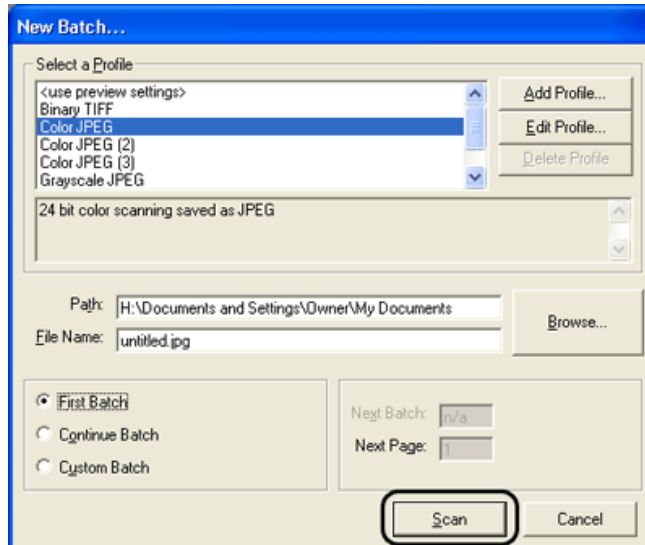 New Batch...
Select a Profile
<use preview settings>
Binary TIFF
Color JPEG
Color JPEG (2)
Color JPEG (3)
Grayscale JPEG
Add Profile...
Edit Profile...
Delete Profile
24 bit color scanning saved as JPEG
Path: H:\Documents and Settings\Owner\My Documents
File Name: untitled.jpg
Browse...
First Batch
Continue Batch
Custom Batch
Next Batch: n/a
Next Page: 1
Scan
Cancel